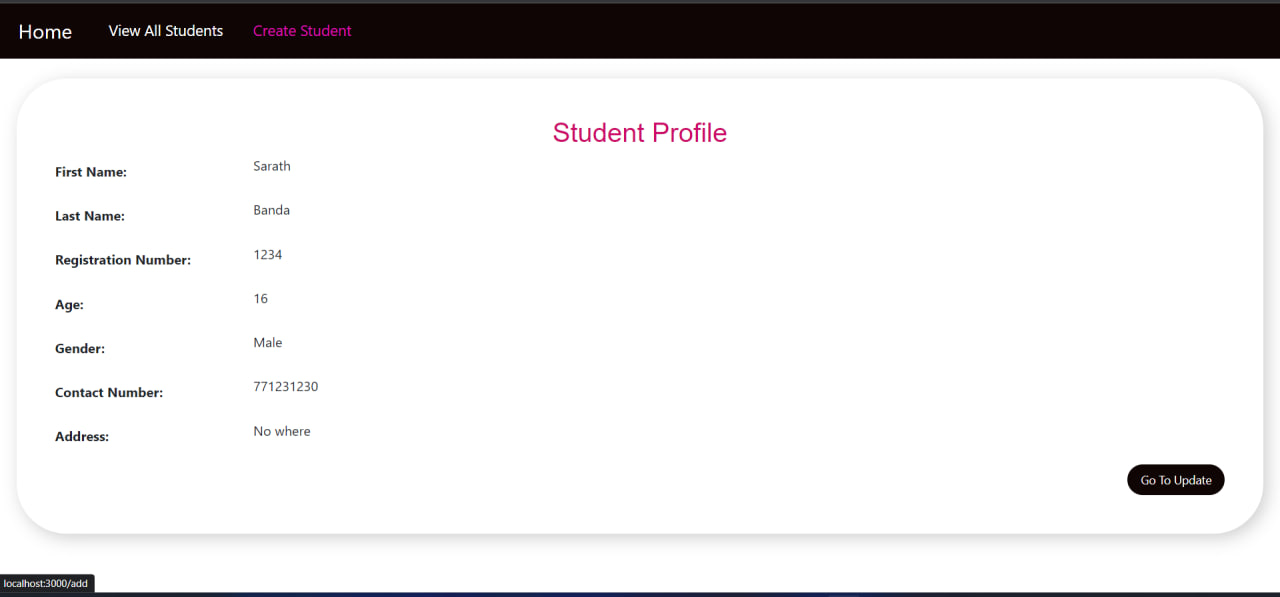 Home View All Students Create Student
Student Profile
First Name: Sarath
Last Name: Banda
Registration Number: 1234
Age: 16
Gender: Male
Contact Number: 771231230
Address: No where
Go To Update
localhost:3000/add